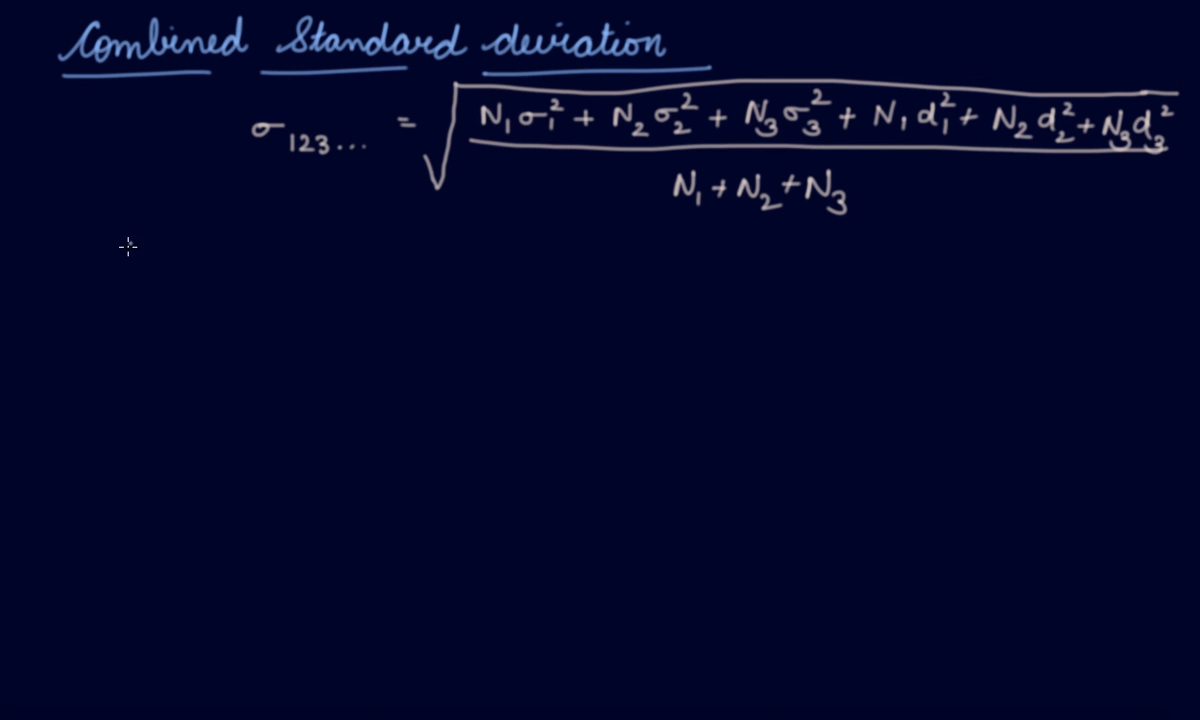 Combined Standard deviation
σ₁₂₃... = √(N₁σ₁² + N₂σ₂² + N₃σ₃² + N₁d₁² + N₂d₂² + N₃d₃²
N₁ + N₂ + N₃)